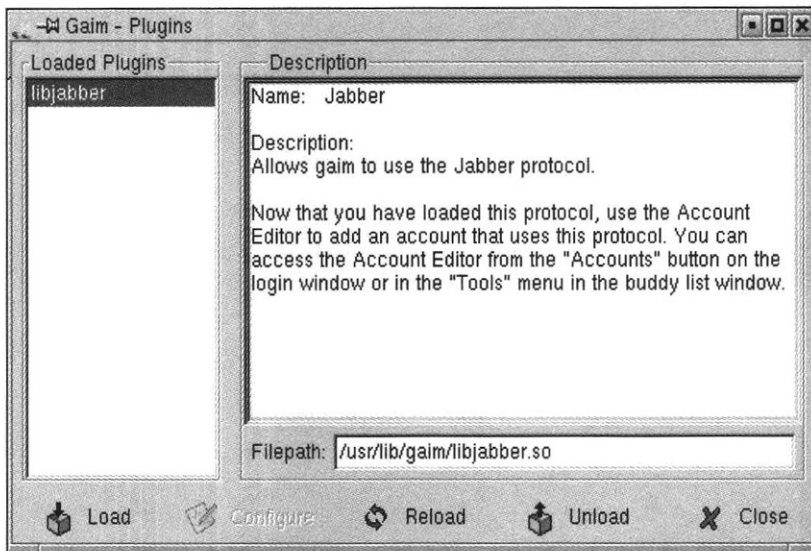 Gaim - Plugins
Loaded Plugins
libjabber
Description
Name: Jabber
Description:
Allows gaim to use the Jabber protocol.
Now that you have loaded this protocol, use the Account
Editor to add an account that uses this protocol. You can
access the Account Editor from the "Accounts" button on the
login window or in the "Tools" menu in the buddy list window.
Filepath: /usr/lib/gaim/libjabber.so
Load Configure Reload Unload Close